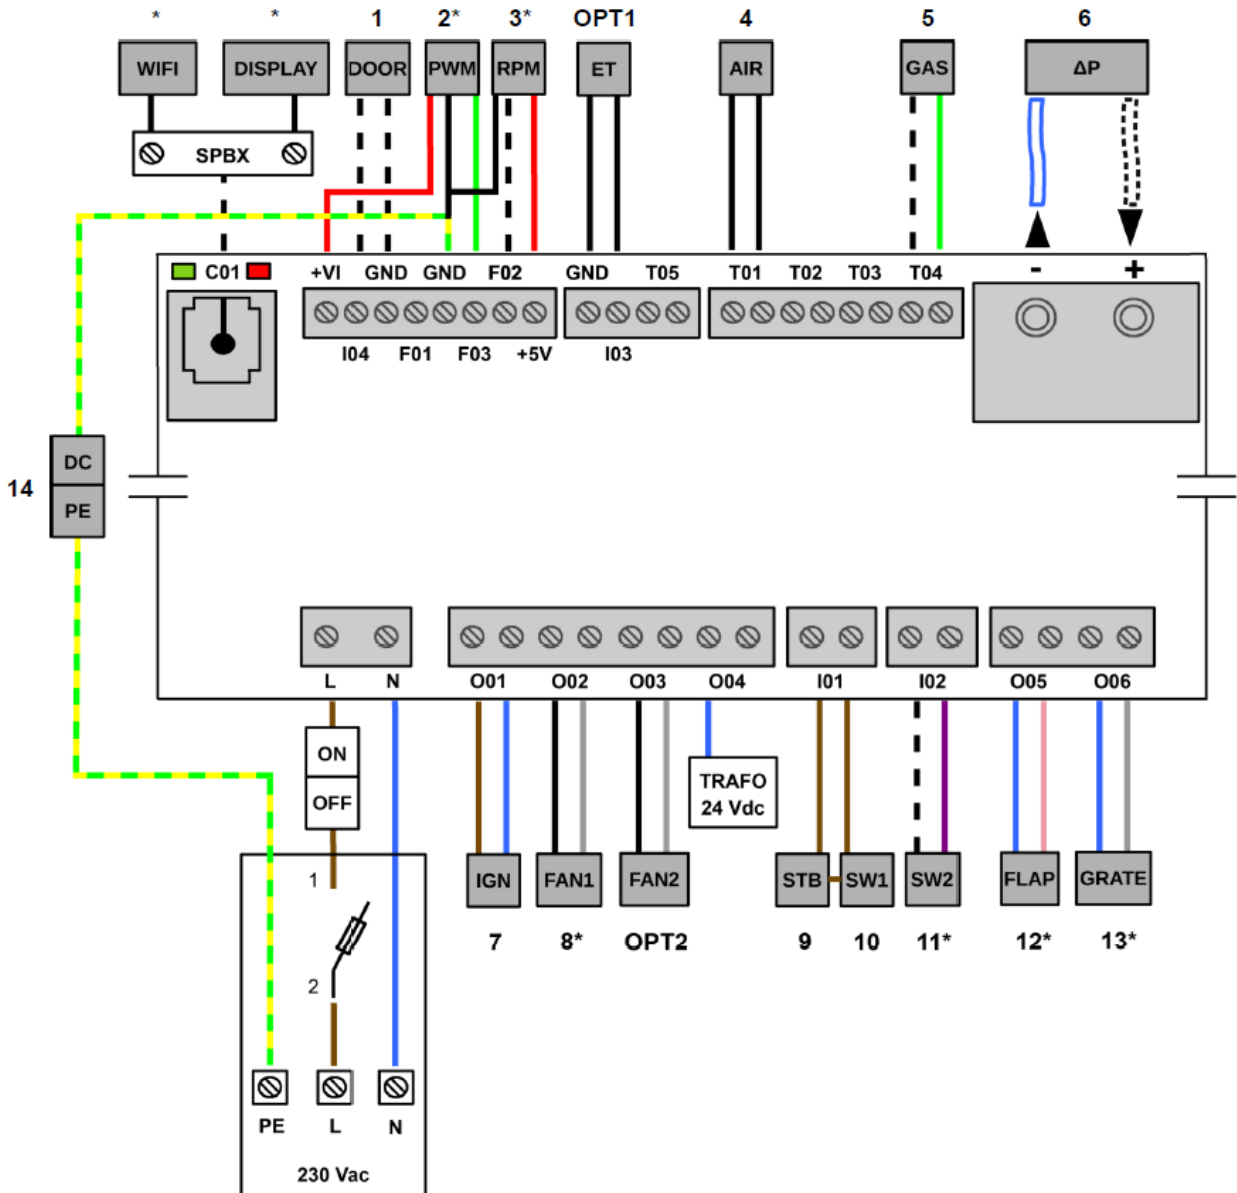 * * 1 2* 3* OPT1 4 5 6
WIFI DISPLAY DOOR PWM RPM ET AIR GAS ΔP
SPBX
C01 +VI GND GND F02 GND T05 T01 T02 T03 T04 - +
I04 F01 F03 +5V I03
DC
14
PE
L N O01 O02 O03 O04 I01 I02 O05 O06
ON
OFF
TRAFO
24 Vdc
1 IGN FAN1 FAN2 STB SW1 SW2 FLAP GRATE
7 8* OPT2 9 10 11* 12* 13*
2
PE L N
230 Vac